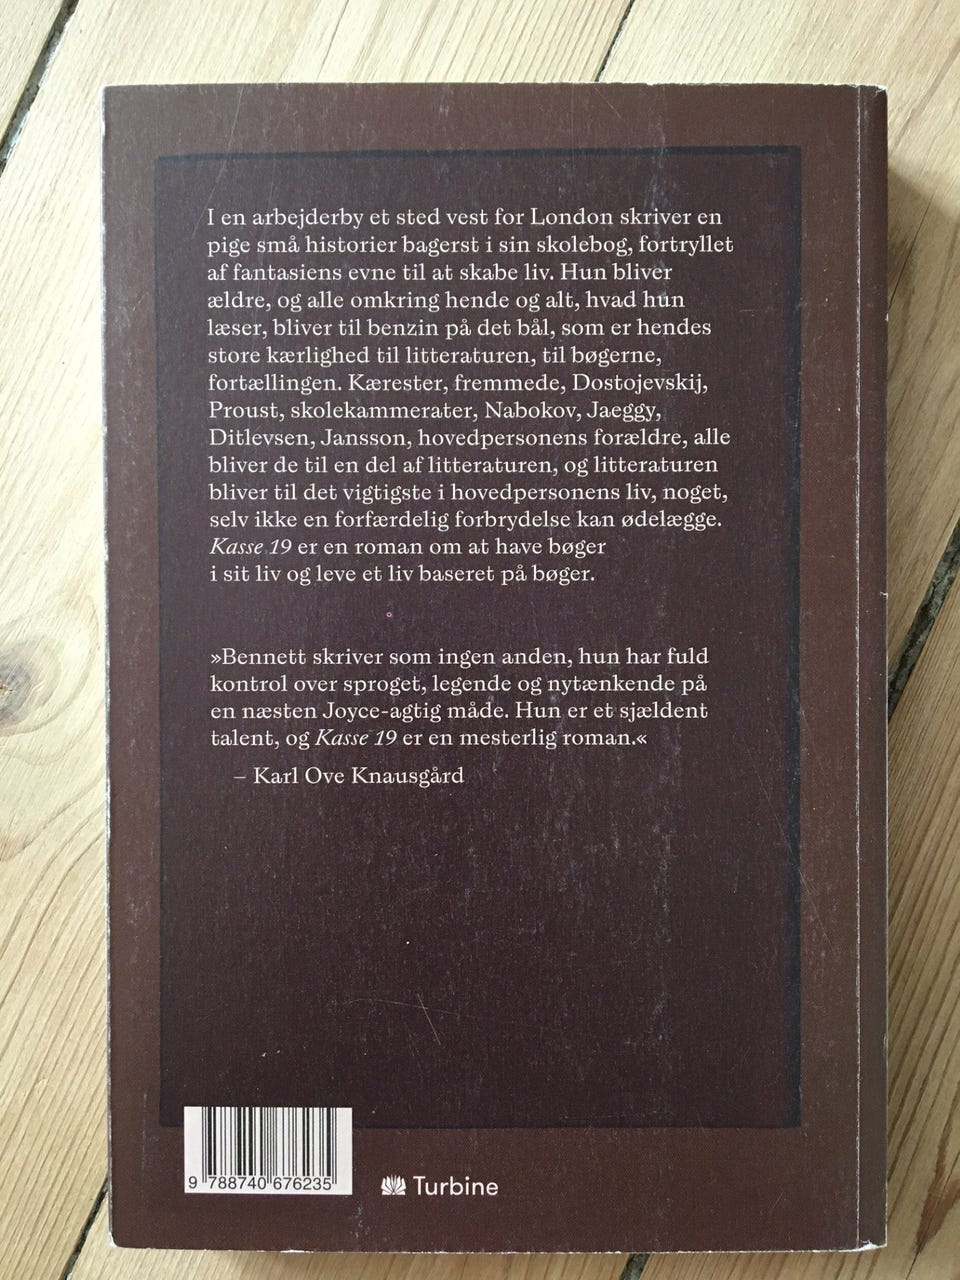 I en arbejderby et sted vest for London skriver en
pige små historier bagerst i sin skolebog, fortryllet
af fantasiens evne til at skabe liv. Hun bliver
ældre, og alle omkring hende og alt, hvad hun
læser, bliver til benzin på det bål, som er hendes
store kærlighed til litteraturen, til bøgerne,
fortællingen. Kærester, fremmede, Dostojevskij,
Proust, skolekammerater, Nabokov, Jaeggy,
Ditlevsen, Jansson, hovedpersonens forældre, alle
bliver de til en del af litteraturen, og litteraturen
bliver til det vigtigste i hovedpersonens liv, noget,
selv ikke en forfærdelig forbrydelse kan ødelægge.
Kasse 19 er en roman om at have bøger
i sit liv og leve et liv baseret på bøger.
»Bennett skriver som ingen anden, hun har fuld
kontrol over sproget, legende og nytænkende på
en næsten Joyce-agtig måde. Hun er et sjældent
talent, og Kasse 19 er en mesterlig roman.«
– Karl Ove Knausgård
9 788740 676235
Turbine